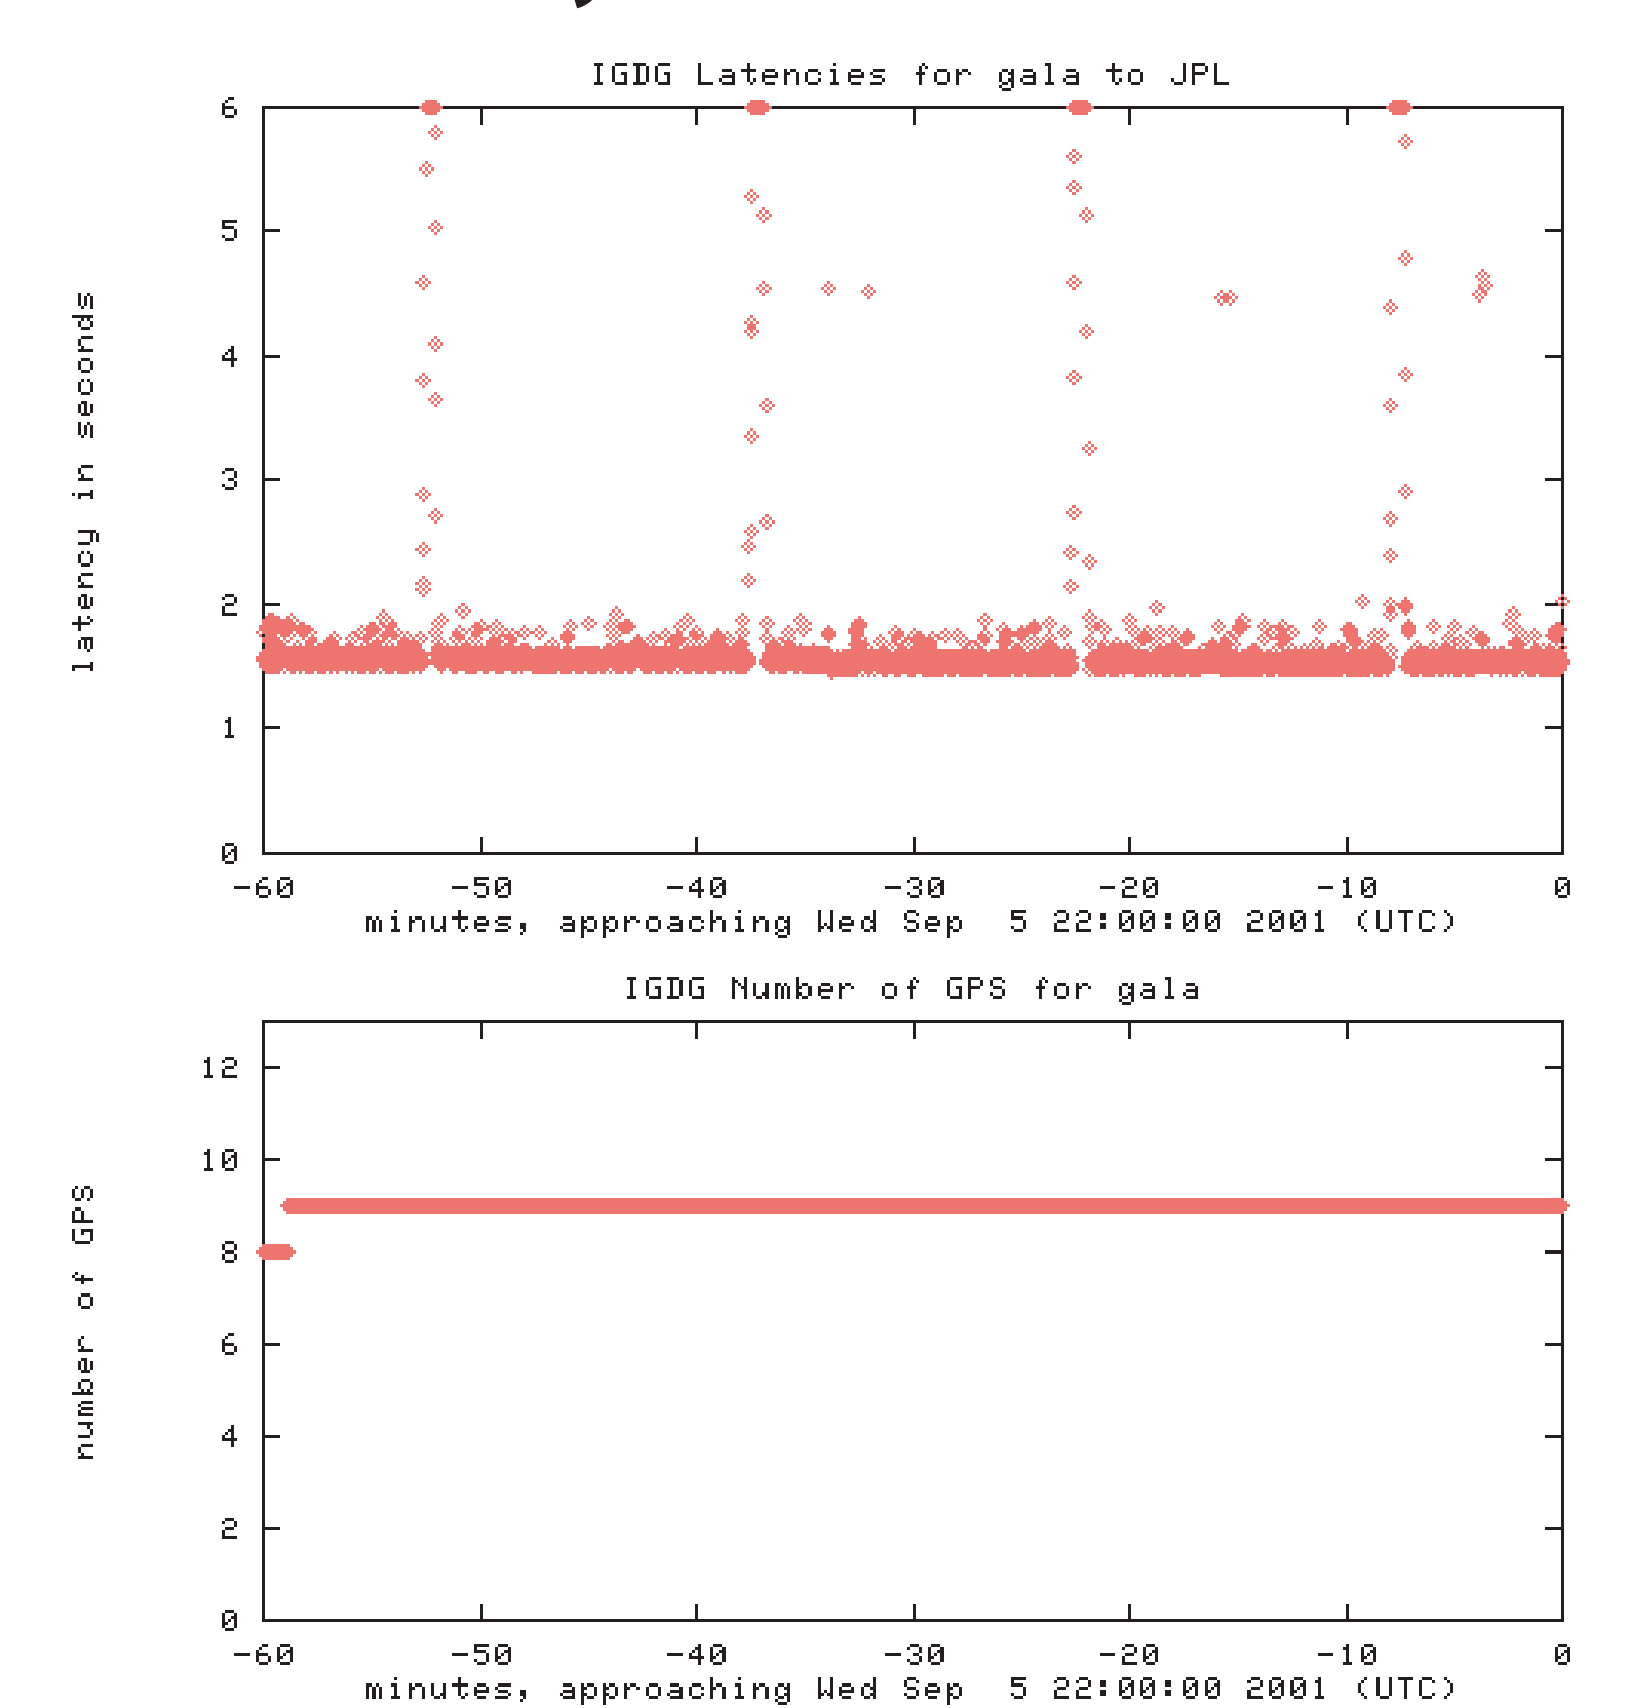 IGDG Latencies for gala to JPL
latency in seconds
6
5
4
3
2
1
0
-60 -50 -40 -30 -20 -10 0
minutes, approaching Wed Sep  5 22:00:00 2001 (UTC)
IGDG Number of GPS for gala
number of GPS
12
10
8
6
4
2
0
-60 -50 -40 -30 -20 -10 0
minutes, approaching Wed Sep  5 22:00:00 2001 (UTC)